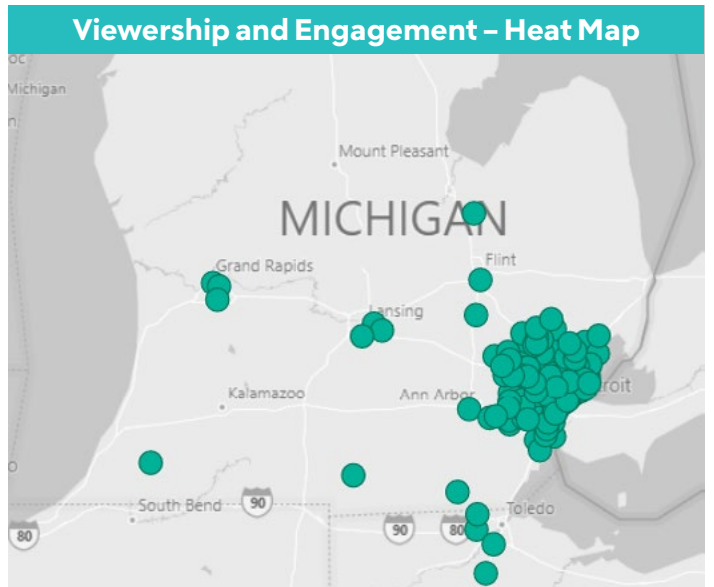 Viewership and Engagement – Heat Map
Michigan
Mount Pleasant
MICHIGAN
Flint
Grand Rapids
Lansing
Kalamazoo
Ann Arbor
roit
South Bend
90
80
90
80
Toledo